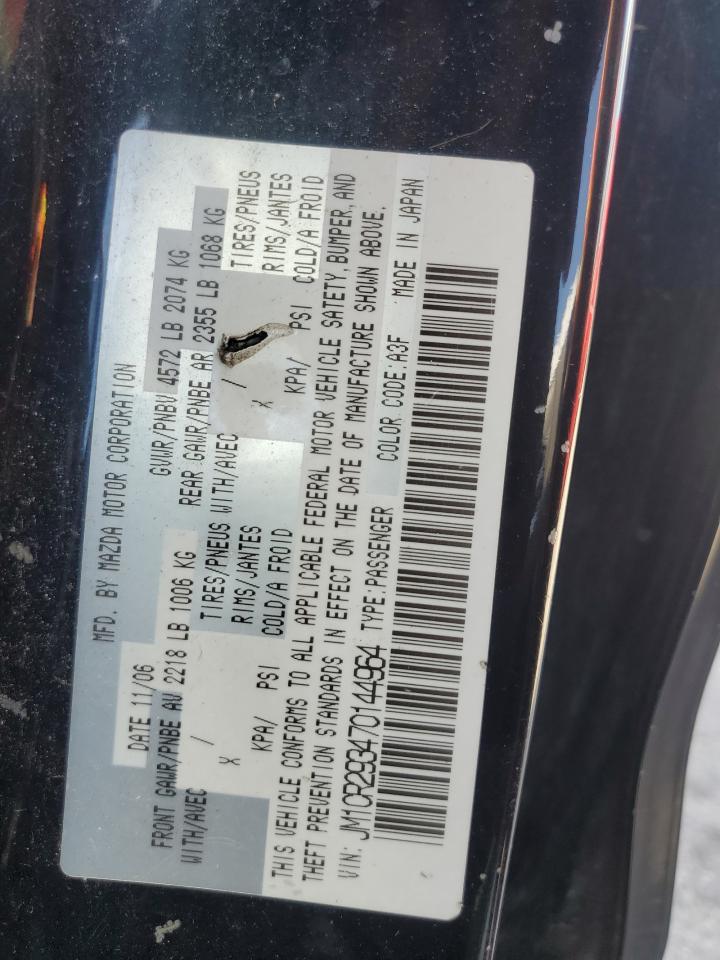 MFD. BY MAZDA MOTOR CORPORATION
DATE 11/06 GVWR/PNBV 4572 LB 2074 KG
FRONT GAWR/PNBE AV 2218 LB 1006 KG REAR GAWR/PNBE AR 2355 LB 1068 KG
WITH/AVEC / TIRES/PNEUS WITH/AVEC / TIRES/PNEUS
X RIMS/JANTES X RIMS/JANTES
KPA/ PSI COLD/A FROID KPA/ PSI COLD/A FROID
THIS VEHICLE CONFORMS TO ALL APPLICABLE FEDERAL MOTOR VEHICLE SATETY, BUMPER, AND
THEFT PREVENTION STANDARDS IN EFFECT ON THE DATE OF MANUFACTURE SHOWN ABOVE.
VIN: JM1CR293470144964 TYPE:PASSENGER COLOR CODE:A3F MADE IN JAPAN